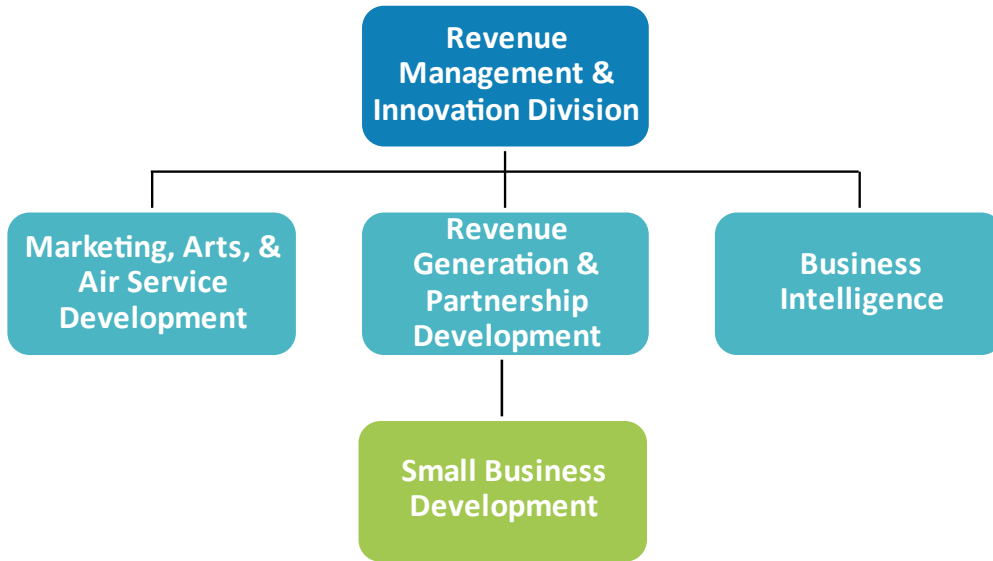 Revenue
Management &
Innovation Division
Marketing, Arts, &
Air Service
Development
Revenue
Generation &
Partnership
Development
Business
Intelligence
Small Business
Development